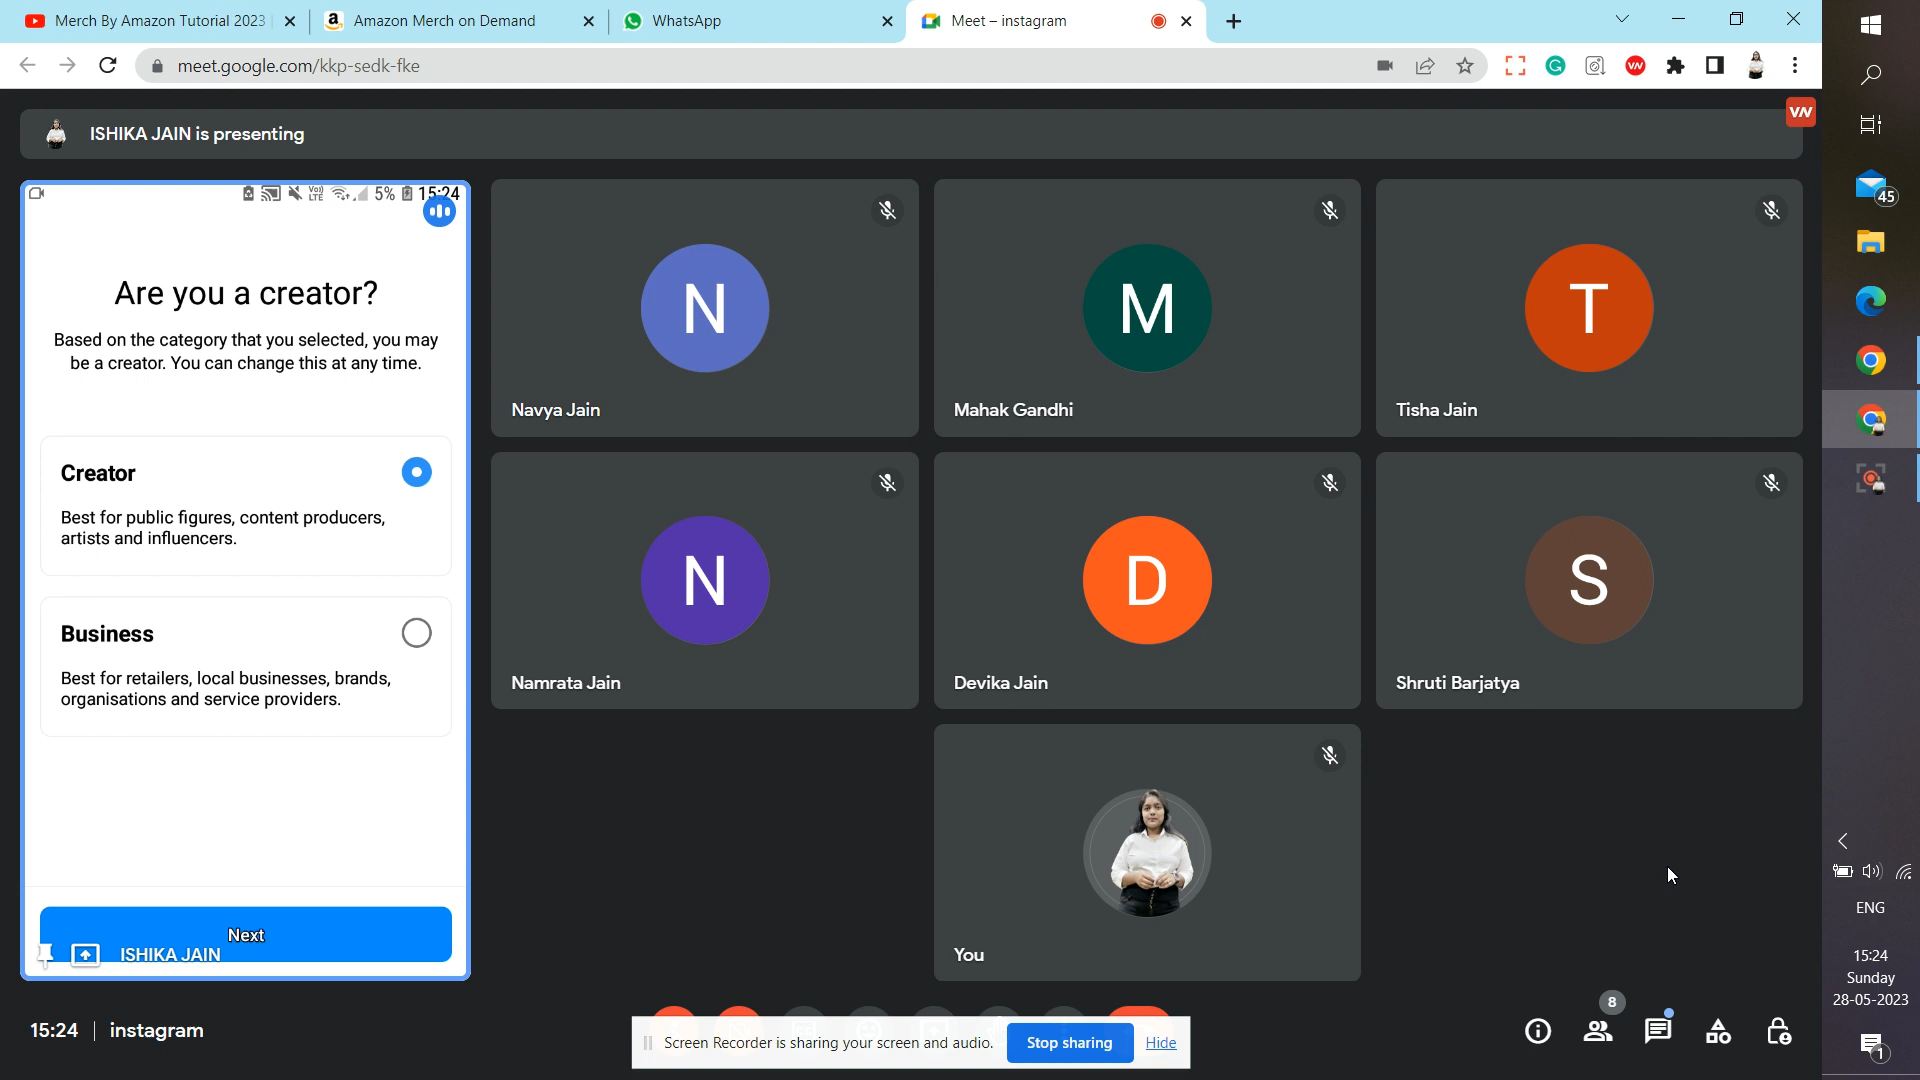 Merch By Amazon Tutorial 2023
Amazon Merch on Demand
WhatsApp
Meet – instagram
meet.google.com/kkp-sedk-fke
VN
ISHIKA JAIN is presenting
VN
45
Vo) LTE
5%
15:24
Are you a creator?
Based on the category that you selected, you may
be a creator. You can change this at any time.
Creator
Best for public figures, content producers,
artists and influencers.
Business
Best for retailers, local businesses, brands,
organisations and service providers.
Next
ISHIKA JAIN
N
Navya Jain
M
Mahak Gandhi
T
Tisha Jain
N
Namrata Jain
D
Devika Jain
S
Shruti Barjatya
You
15:24
instagram
Screen Recorder is sharing your screen and audio.
Stop sharing
Hide
8
ENG
15:24
Sunday
28-05-2023
1